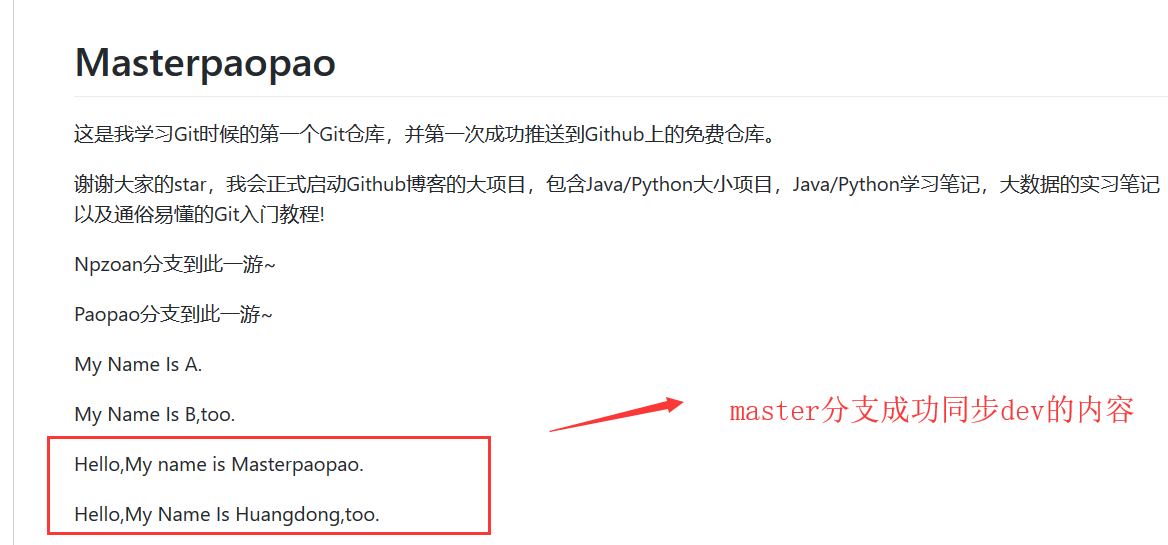 Masterpaopao
这是我学习Git时候的第一个Git仓库，并第一次成功推送到Github上的免费仓库。
谢谢大家的star，我会正式启动Github博客的大项目，包含Java/Python大小项目，Java/Python学习笔记，大数据的实习笔记
以及通俗易懂的Git入门教程!
Npzoan分支到此一游~
Paopao分支到此一游~
My Name Is A.
My Name Is B,too.
master分支成功同步dev的内容
Hello,My name is Masterpaopao.
Hello,My Name Is Huangdong,too.